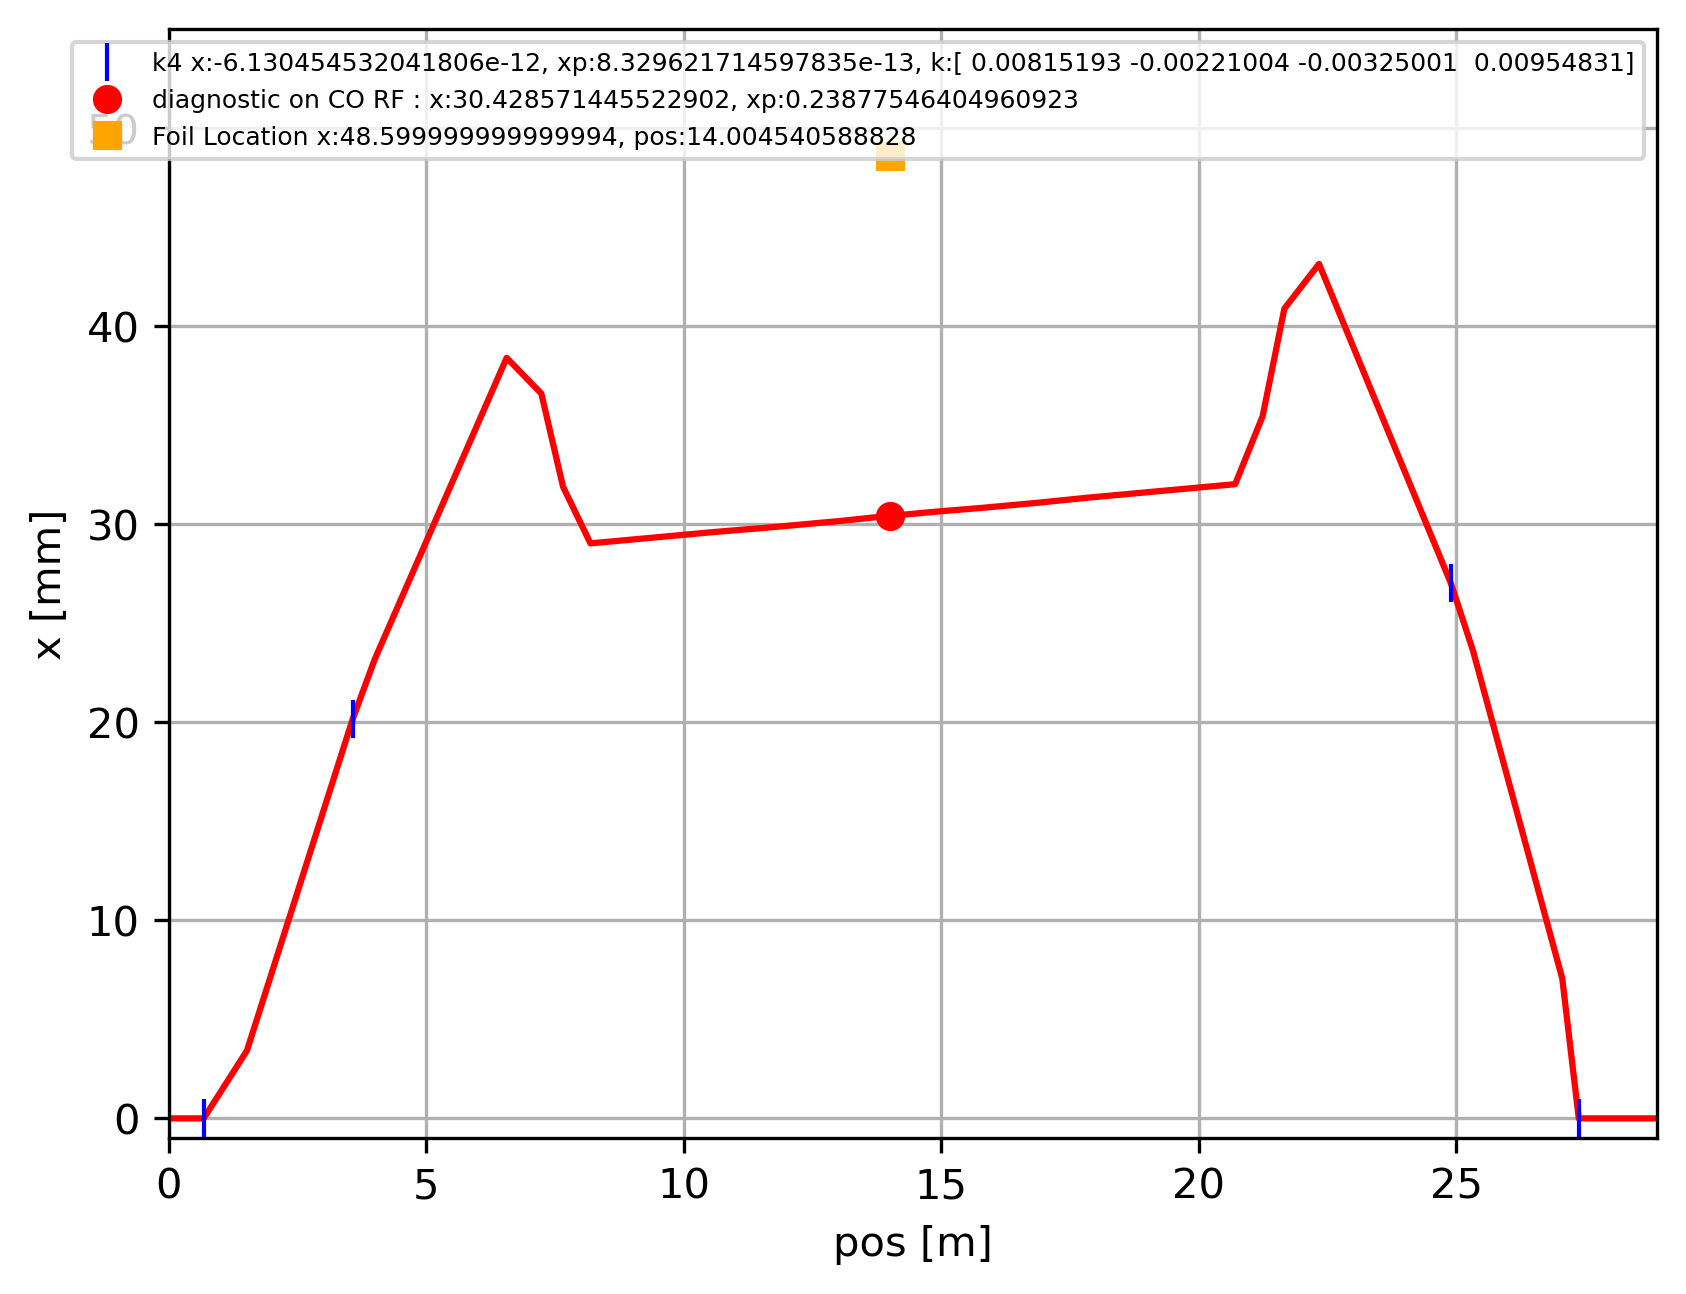 k4 x:-6.130454532041806e-12, xp:8.329621714597835e-13, k:[ 0.00815193 -0.00221004 -0.00325001  0.00954831]
diagnostic on CO RF : x:30.428571445522902, xp:0.23877546404960923
Foil Location x:48.599999999999994, pos:14.004540588828
50
40
30
20
10
0
x [mm]
0 5 10 15 20 25
pos [m]